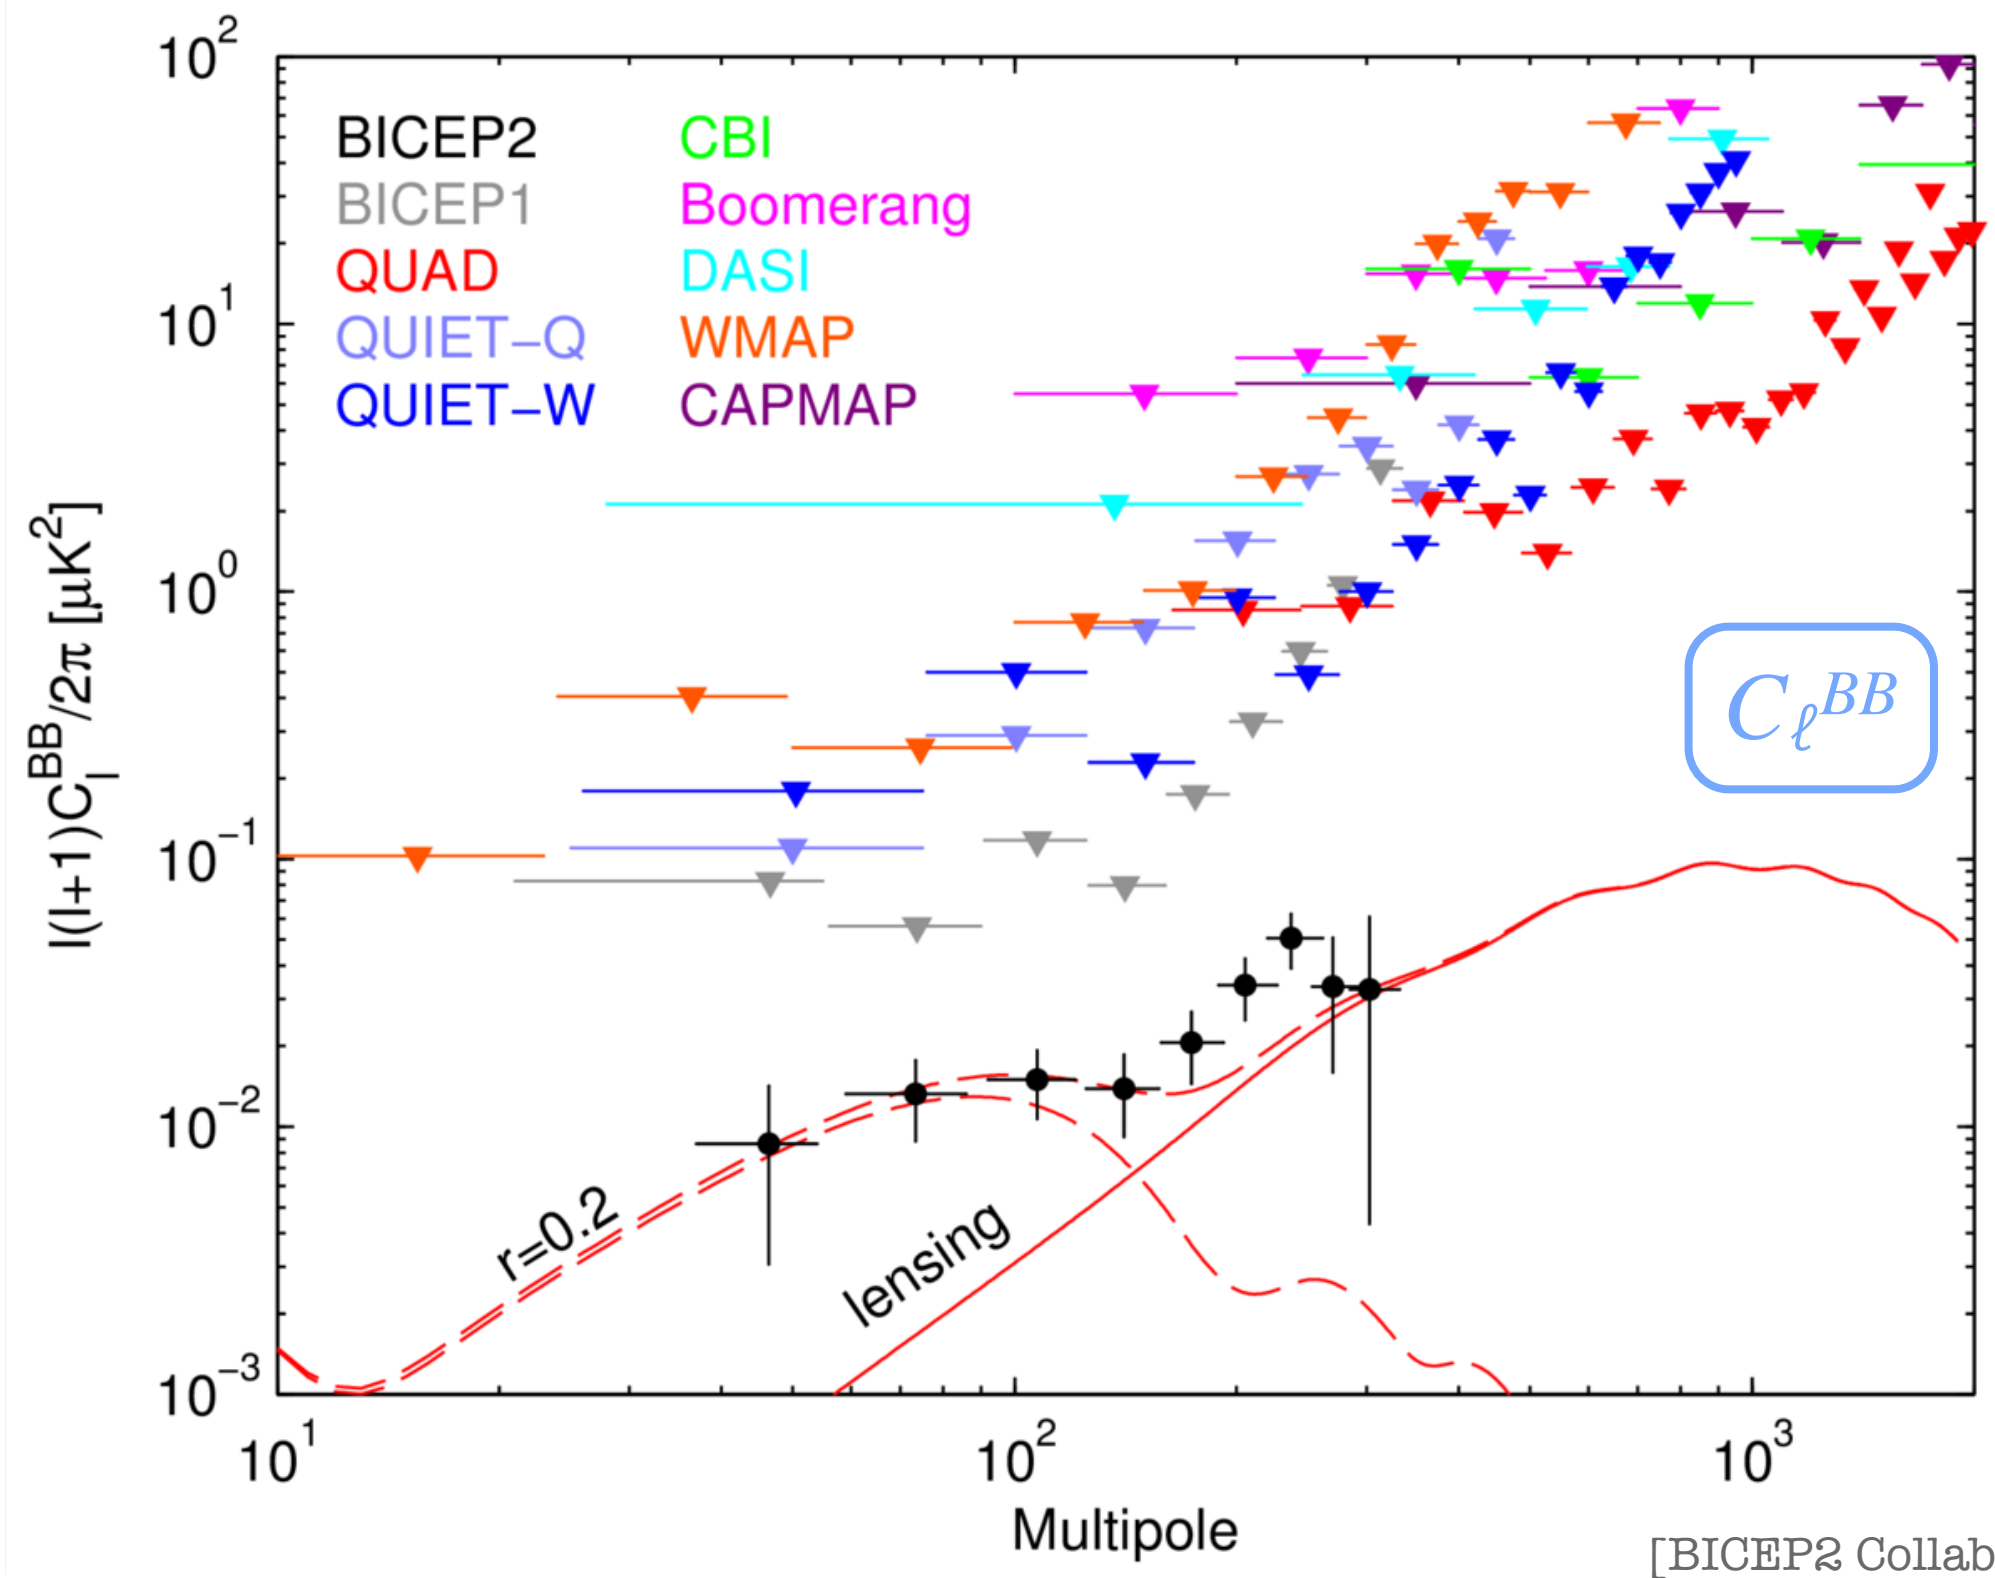 10²
BICEP2 CBI
BICEP1 Boomerang
QUAD DASI
QUIET−Q WMAP
QUIET−W CAPMAP
10¹
10⁰
10⁻¹
10⁻²
10⁻³
l(l+1)C_l^BB/2π [μK²]
C_ℓ^BB
r=0.2
lensing
10¹ 10² 10³
Multipole
[BICEP2 Collab